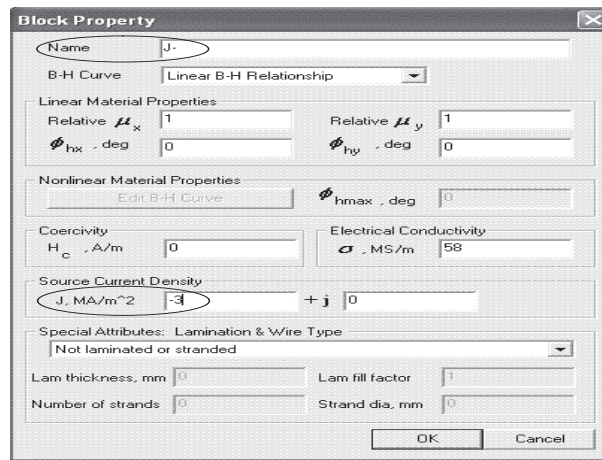 Block Property
Name J-
B-H Curve Linear B-H Relationship
Linear Material Properties
Relative μx 1 Relative μy 1
ϕhx , deg 0 ϕhy , deg 0
Nonlinear Material Properties
Edit B-H Curve ϕhmax , deg 0
Coercivity Electrical Conductivity
Hc , A/m 0 σ , MS/m 58
Source Current Density
J, MA/m^2 -3 + j 0
Special Attributes: Lamination & Wire Type
Not laminated or stranded
Lam thickness, mm 0 Lam fill factor 1
Number of strands 0 Strand dia, mm 0
OK Cancel